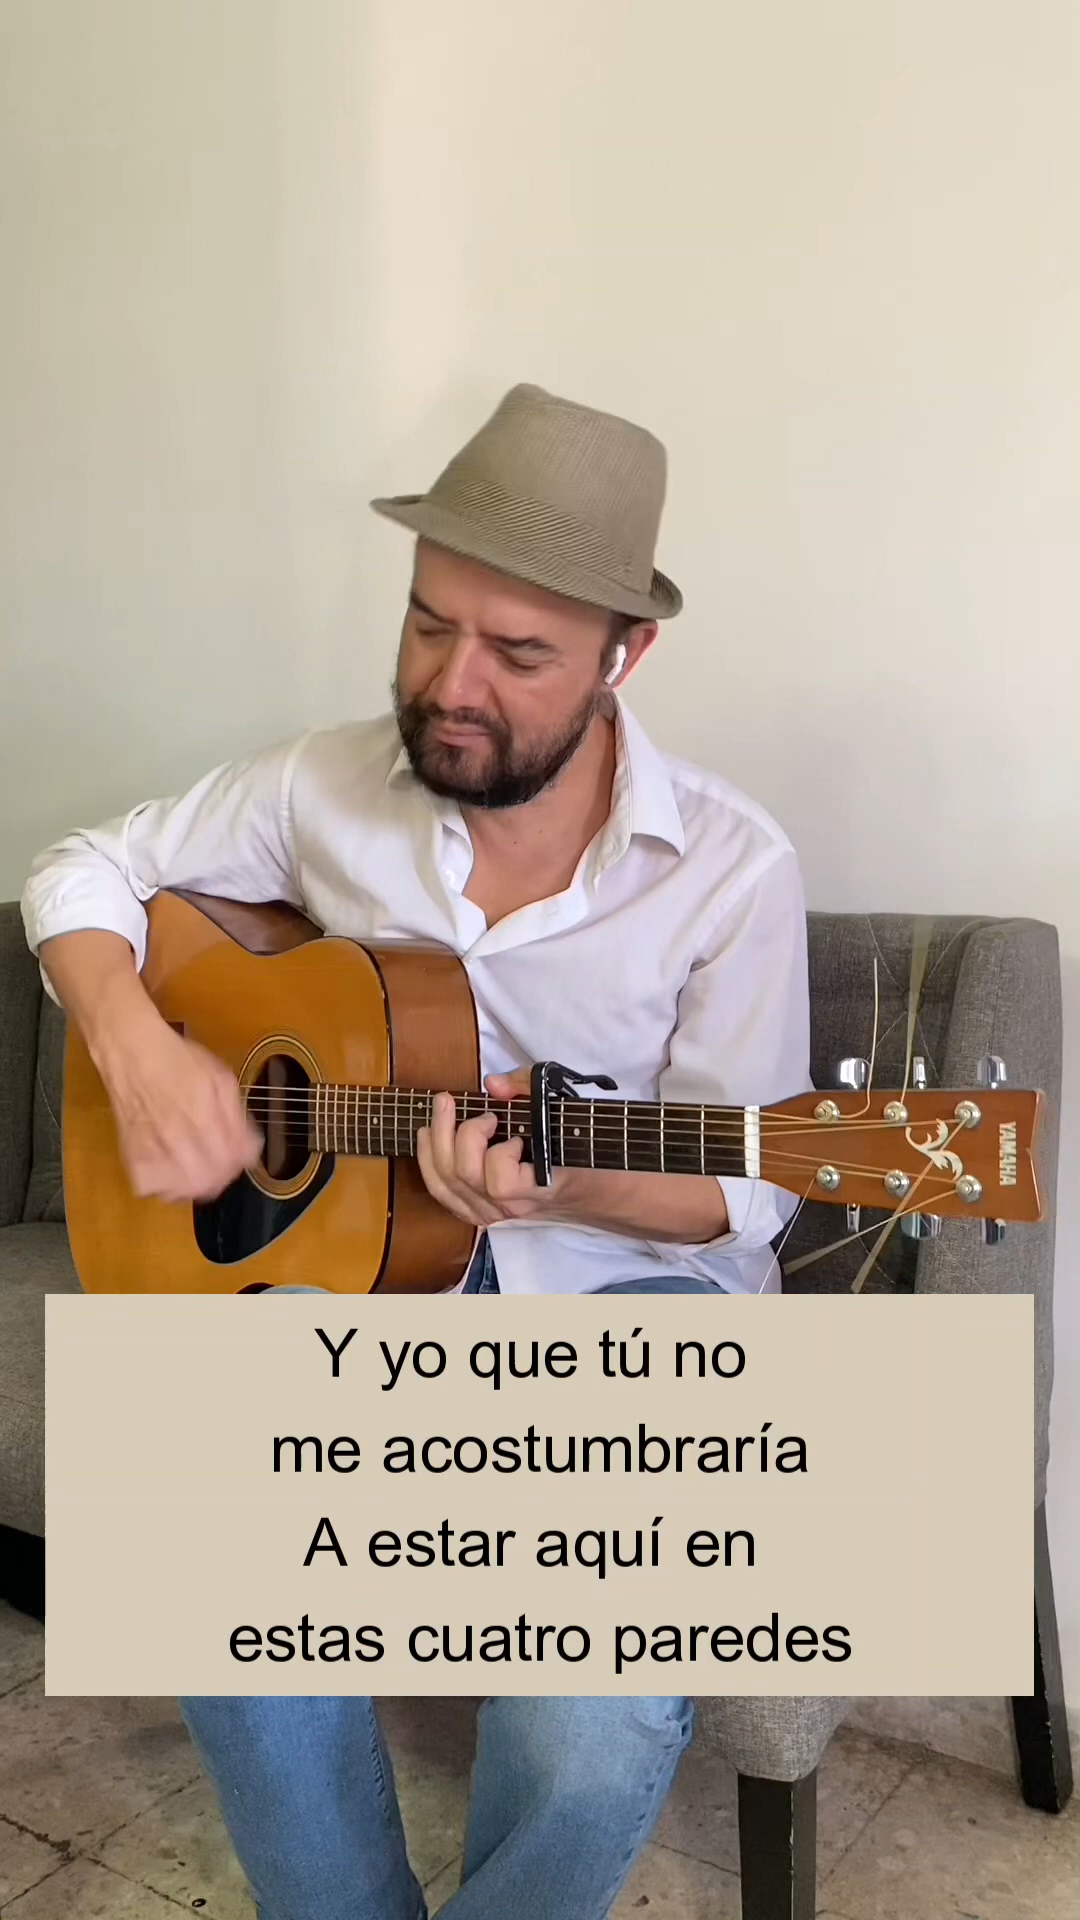 YAMAHA
Y yo que tú no
me acostumbraría
A estar aquí en
estas cuatro paredes